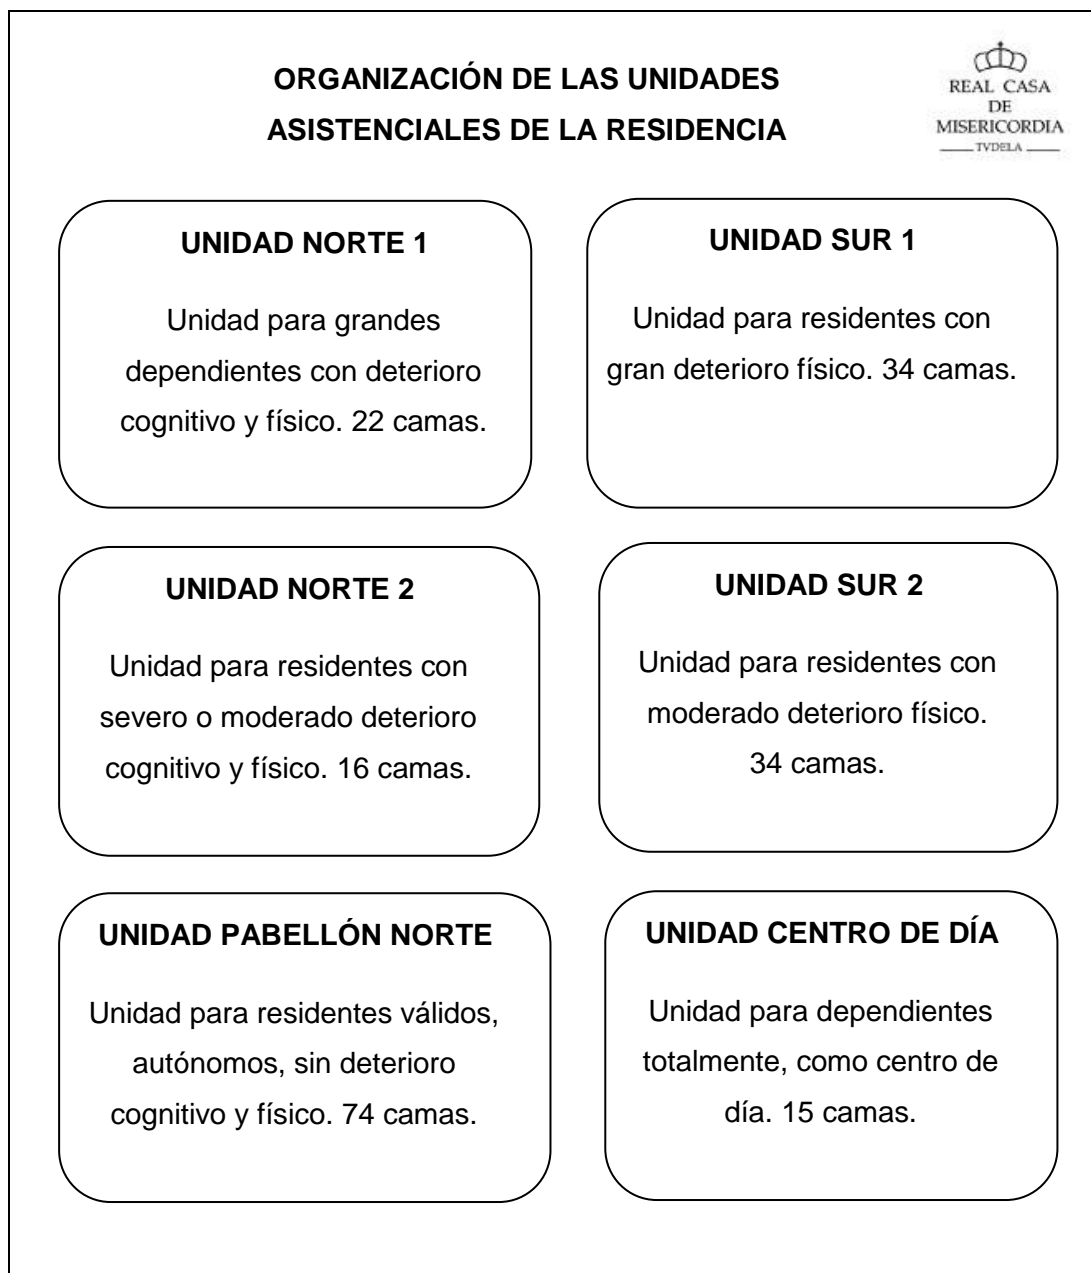 ORGANIZACIÓN DE LAS UNIDADES
ASISTENCIALES DE LA RESIDENCIA
REAL CASA
DE
MISERICORDIA
TVDELA
UNIDAD NORTE 1
Unidad para grandes
dependientes con deterioro
cognitivo y físico. 22 camas.
UNIDAD SUR 1
Unidad para residentes con
gran deterioro físico. 34 camas.
UNIDAD NORTE 2
Unidad para residentes con
severo o moderado deterioro
cognitivo y físico. 16 camas.
UNIDAD SUR 2
Unidad para residentes con
moderado deterioro físico.
34 camas.
UNIDAD PABELLÓN NORTE
Unidad para residentes válidos,
autónomos, sin deterioro
cognitivo y físico. 74 camas.
UNIDAD CENTRO DE DÍA
Unidad para dependientes
totalmente, como centro de
día. 15 camas.